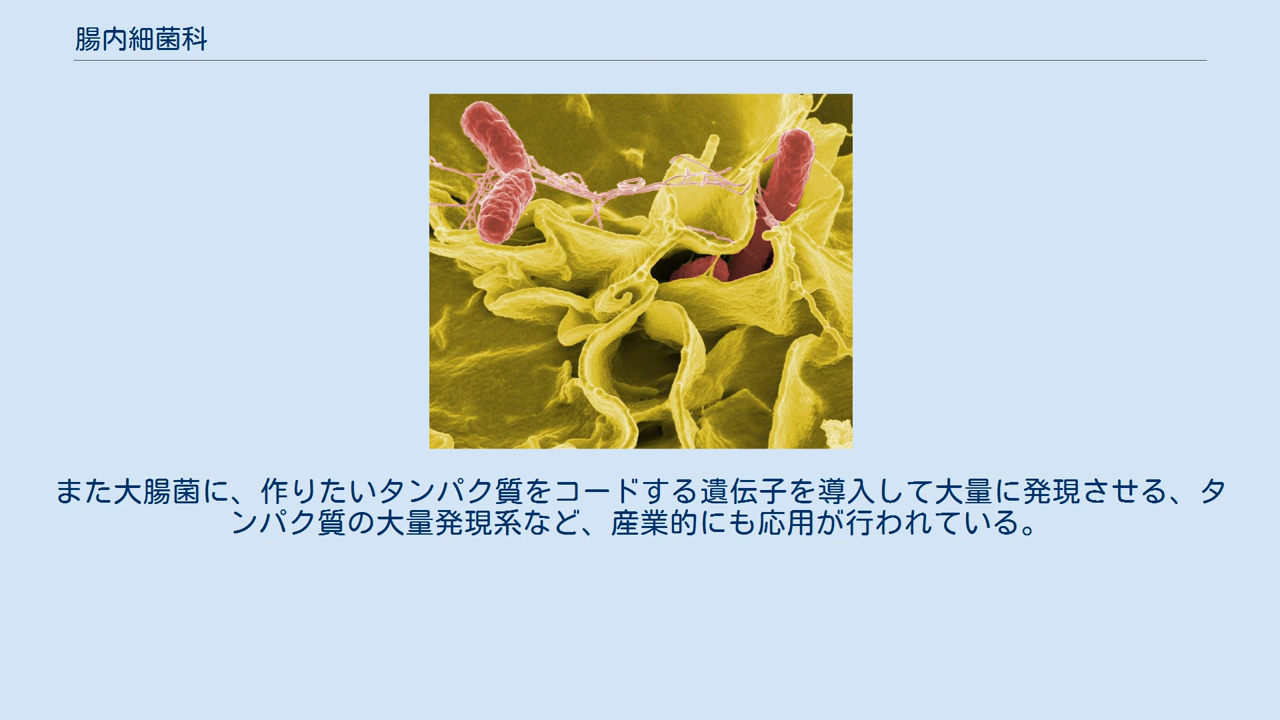 腸内細菌科
また大腸菌に、作りたいタンパク質をコードする遺伝子を導入して大量に発現させる、タ
ンパク質の大量発現系など、産業的にも応用が行われている。